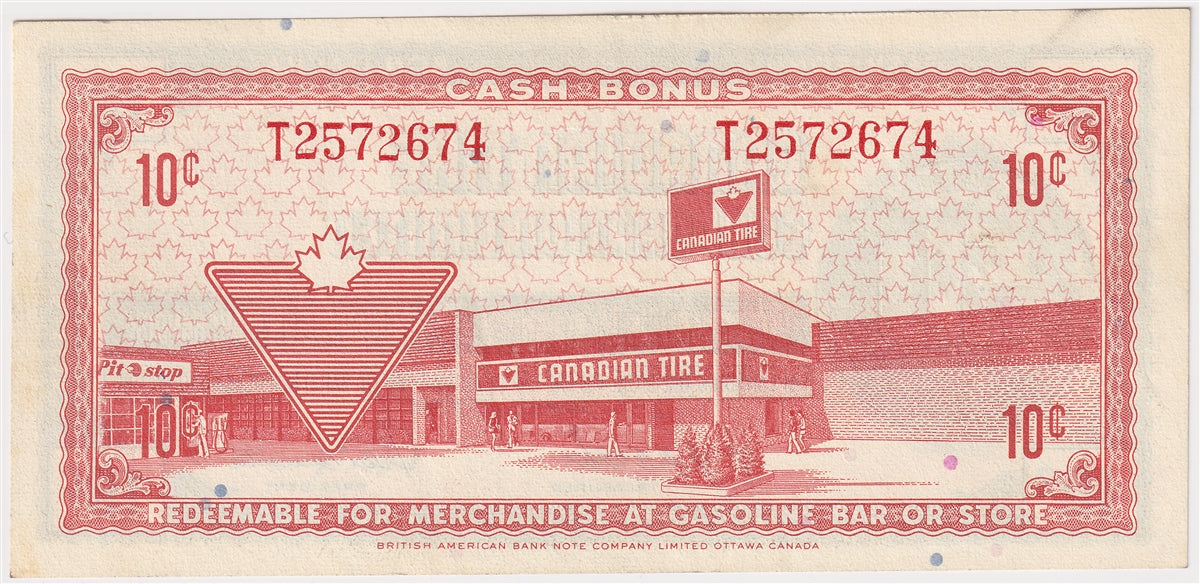 CASH BONUS
T2572674 T2572674
10¢ 10¢
CANADIAN TIRE
Pit stop
CANADIAN TIRE
10¢ 10¢
REDEEMABLE FOR MERCHANDISE AT GASOLINE BAR OR STORE
BRITISH AMERICAN BANK NOTE COMPANY LIMITED OTTAWA CANADA